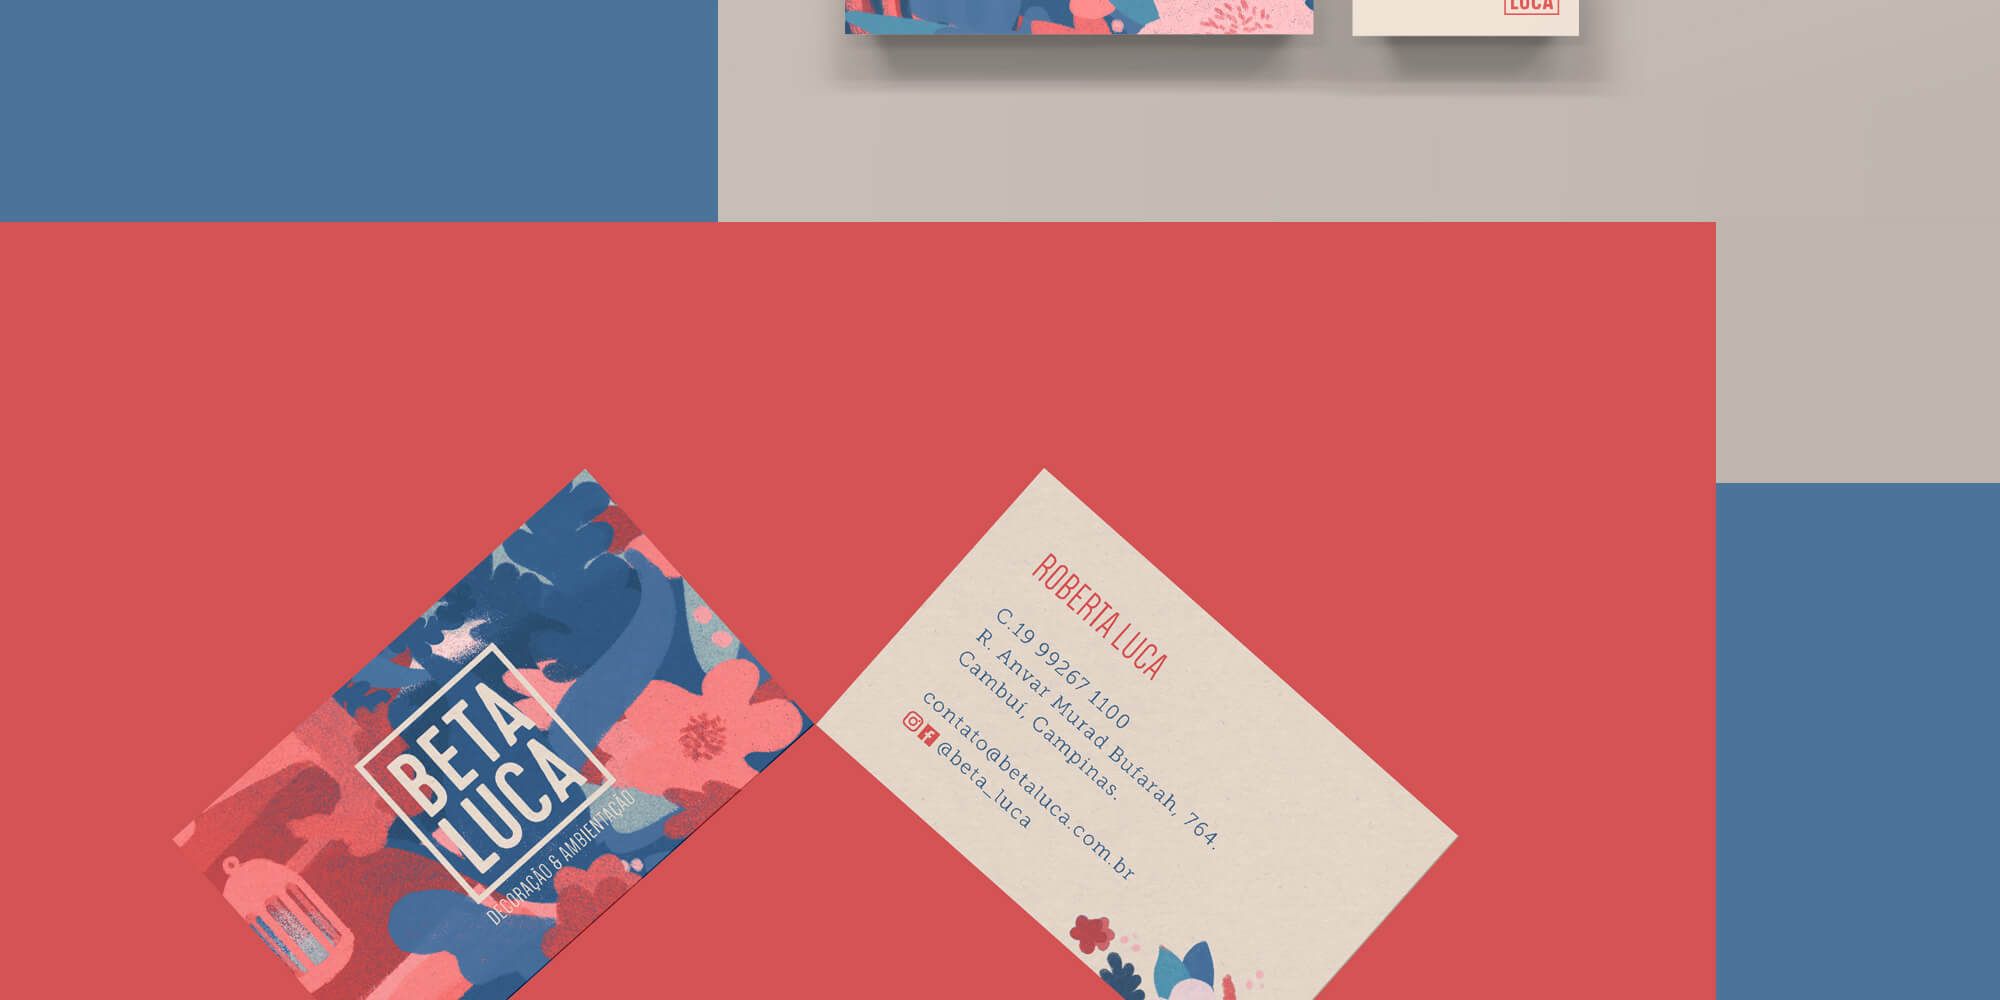 LUCA
BETA
LUCA
DECORAÇÃO & AMBIENTAÇÃO
ROBERTA LUCA
C.19 99267 1100
R. Anvar Murad Bufarah, 764.
Cambuí, Campinas.
contato@betaluca.com.br
@beta_luca